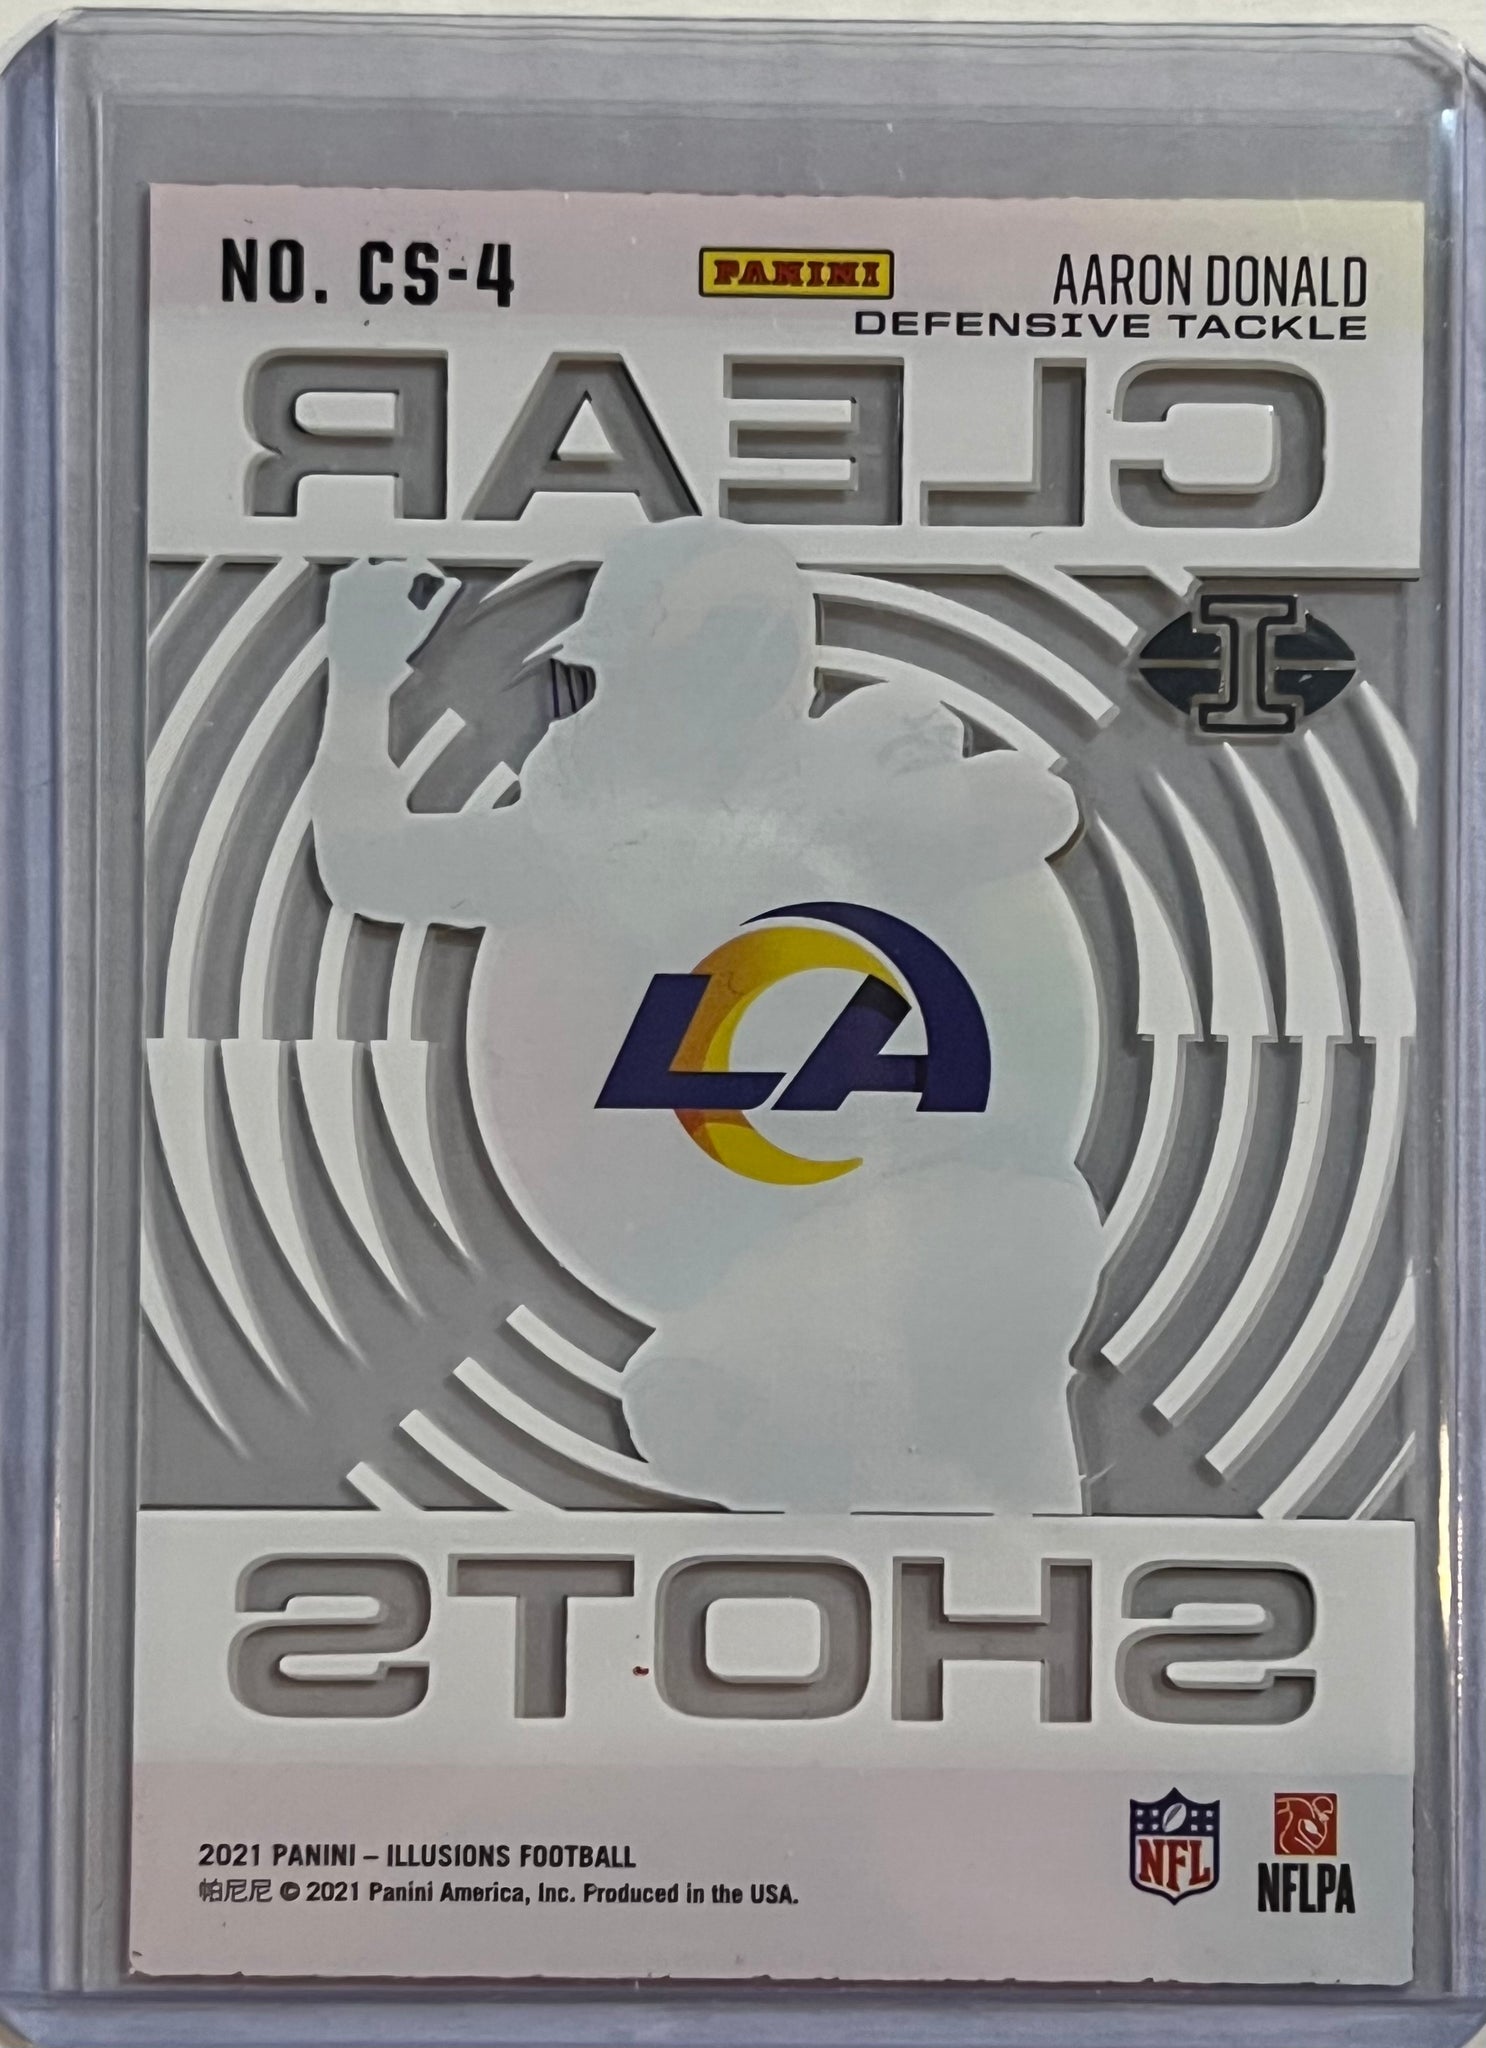 NO. CS-4
PANINI
AARON DONALD
DEFENSIVE TACKLE
CLEAR
I
LA
SHOTS
2021 PANINI – ILLUSIONS FOOTBALL
帕尼尼 © 2021 Panini America, Inc. Produced in the USA.
NFL
NFLPA